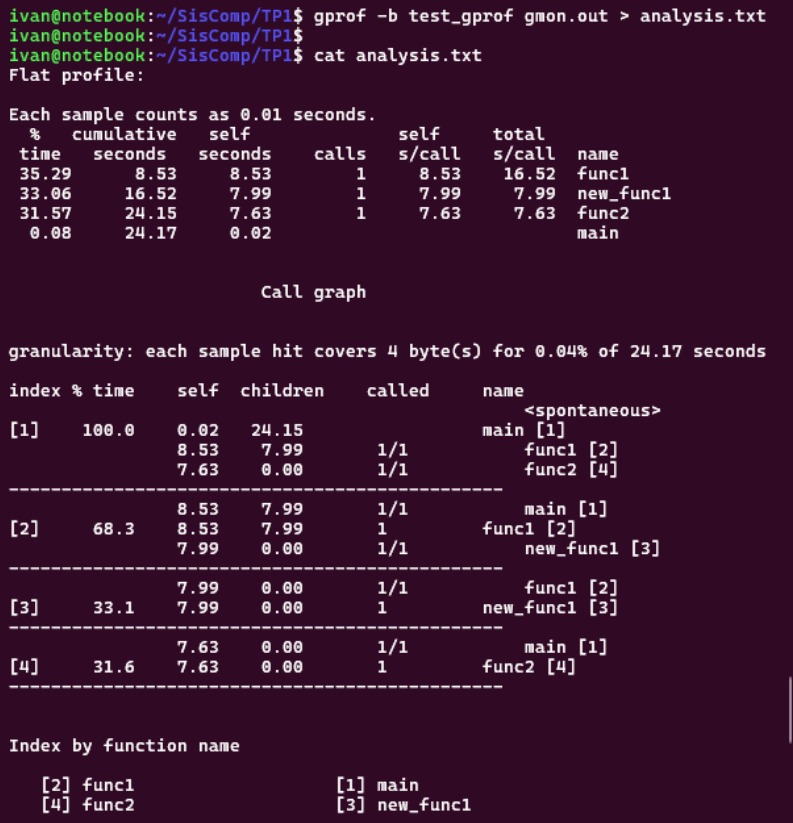 ivan@notebook:~/SisComp/TP1$ gprof -b test_gprof gmon.out > analysis.txt
ivan@notebook:~/SisComp/TP1$
ivan@notebook:~/SisComp/TP1$ cat analysis.txt
Flat profile:

Each sample counts as 0.01 seconds.
  %   cumulative   self              self     total
 time   seconds   seconds    calls   s/call   s/call  name
 35.29      8.53     8.53        1     8.53    16.52  func1
 33.06     16.52     7.99        1     7.99     7.99  new_func1
 31.57     24.15     7.63        1     7.63     7.63  func2
  0.08     24.17     0.02                             main

                        Call graph

granularity: each sample hit covers 4 byte(s) for 0.04% of 24.17 seconds

index % time    self  children    called     name
                                                 <spontaneous>
[1]    100.0    0.02   24.15                 main [1]
                8.53    7.99       1/1           func1 [2]
                7.63    0.00       1/1           func2 [4]
-----------------------------------------------
                8.53    7.99       1/1           main [1]
[2]     68.3    8.53    7.99       1         func1 [2]
                7.99    0.00       1/1           new_func1 [3]
-----------------------------------------------
                7.99    0.00       1/1           func1 [2]
[3]     33.1    7.99    0.00       1         new_func1 [3]
-----------------------------------------------
                7.63    0.00       1/1           main [1]
[4]     31.6    7.63    0.00       1         func2 [4]
-----------------------------------------------

Index by function name

   [2] func1                   [1] main
   [4] func2                   [3] new_func1